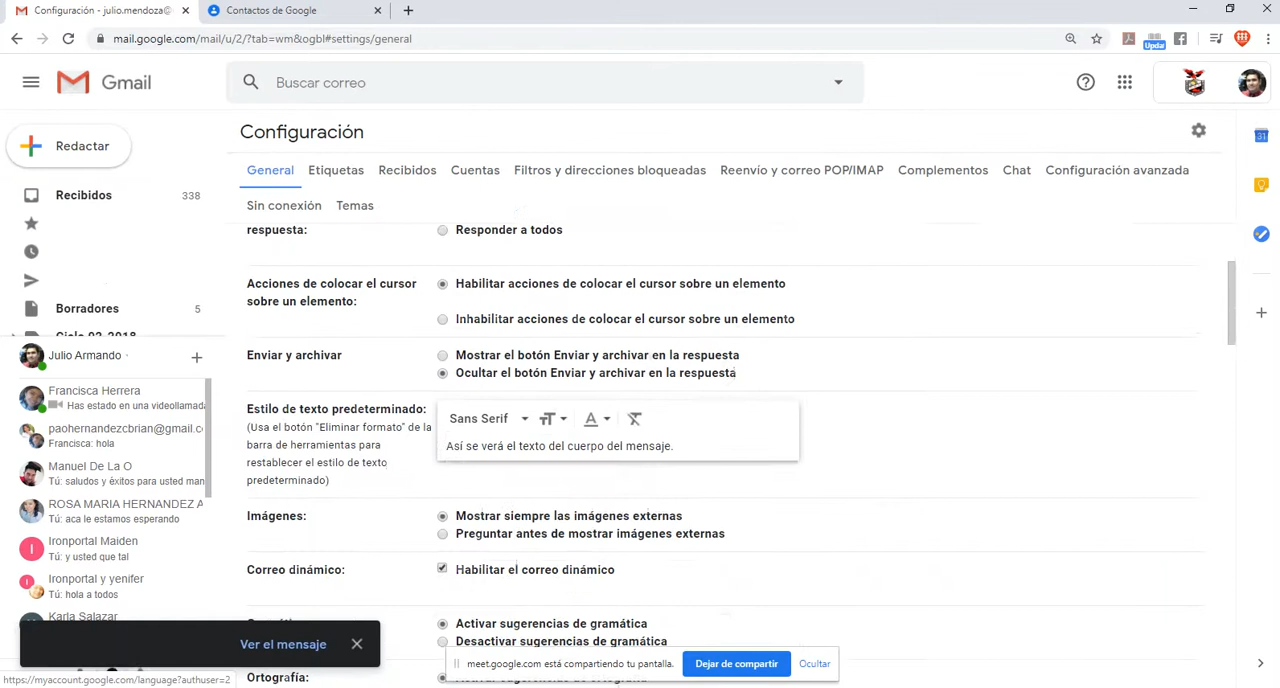 Configuración - julio.mendoza@
Contactos de Google
mail.google.com/mail/u/2/?tab=wm&ogbl#settings/general
Updat
Gmail
Buscar correo
Redactar
Configuración
General
Etiquetas
Recibidos
Cuentas
Filtros y direcciones bloqueadas
Reenvío y correo POP/IMAP
Complementos
Chat
Configuración avanzada
Sin conexión
Temas
Recibidos 338
Borradores 5
Ciclo 02-2018
Julio Armando
Francisca Herrera
Has estado en una videollamada
paohernandezcbrian@gmail.co
Francisca: hola
Manuel De La O
Tú: saludos y éxitos para usted man
ROSA MARIA HERNANDEZ A
Tú: aca le estamos esperando
Ironportal Maiden
Tú: y usted que tal
Ironportal y yenifer
Tú: hola a todos
Karla Salazar
respuesta:
Responder a todos
Acciones de colocar el cursor
sobre un elemento:
Habilitar acciones de colocar el cursor sobre un elemento
Inhabilitar acciones de colocar el cursor sobre un elemento
Enviar y archivar
Mostrar el botón Enviar y archivar en la respuesta
Ocultar el botón Enviar y archivar en la respuesta
Estilo de texto predeterminado:
(Usa el botón "Eliminar formato" de la
barra de herramientas para
restablecer el estilo de texto
predeterminado)
Sans Serif
Así se verá el texto del cuerpo del mensaje.
Imágenes:
Mostrar siempre las imágenes externas
Preguntar antes de mostrar imágenes externas
Correo dinámico:
Habilitar el correo dinámico
Activar sugerencias de gramática
Desactivar sugerencias de gramática
Ortografía:
Ver el mensaje
meet.google.com está compartiendo tu pantalla.
Dejar de compartir
Ocultar
https://myaccount.google.com/language?authuser=2
31